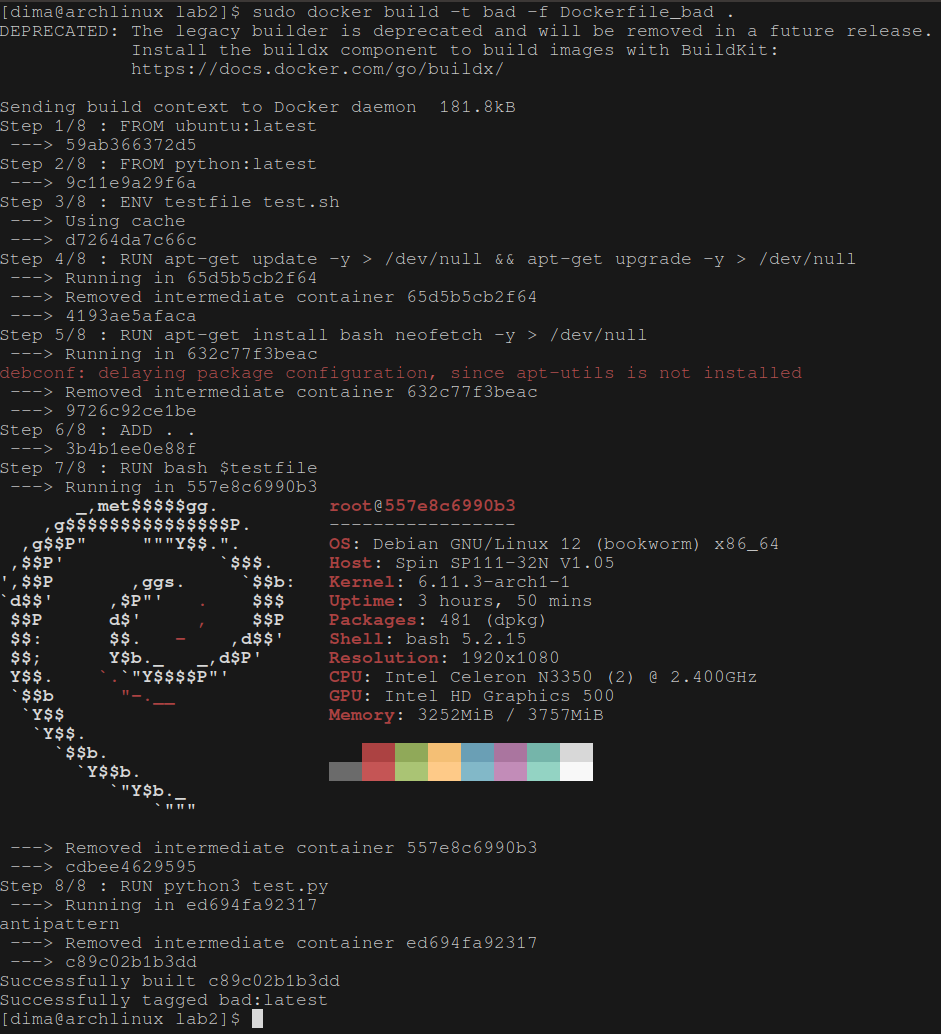 [dima@archlinux lab2]$ sudo docker build -t bad -f Dockerfile_bad .
DEPRECATED: The legacy builder is deprecated and will be removed in a future release.
            Install the buildx component to build images with BuildKit:
            https://docs.docker.com/go/buildx/

Sending build context to Docker daemon  181.8kB
Step 1/8 : FROM ubuntu:latest
 ---> 59ab366372d5
Step 2/8 : FROM python:latest
 ---> 9c11e9a29f6a
Step 3/8 : ENV testfile test.sh
 ---> Using cache
 ---> d7264da7c66c
Step 4/8 : RUN apt-get update -y > /dev/null && apt-get upgrade -y > /dev/null
 ---> Running in 65d5b5cb2f64
 ---> Removed intermediate container 65d5b5cb2f64
 ---> 4193ae5afaca
Step 5/8 : RUN apt-get install bash neofetch -y > /dev/null
 ---> Running in 632c77f3beac
debconf: delaying package configuration, since apt-utils is not installed
 ---> Removed intermediate container 632c77f3beac
 ---> 9726c92ce1be
Step 6/8 : ADD . .
 ---> 3b4b1ee0e88f
Step 7/8 : RUN bash $testfile
 ---> Running in 557e8c6990b3
       _,met$$$$$gg.          root@557e8c6990b3
    ,g$$$$$$$$$$$$$$$P.       -----------------
  ,g$$P"     """Y$$.".        OS: Debian GNU/Linux 12 (bookworm) x86_64
 ,$$P'              `$$$.     Host: Spin SP111-32N V1.05
',$$P       ,ggs.     `$$b:   Kernel: 6.11.3-arch1-1
`d$$'     ,$P"'   .    $$$    Uptime: 3 hours, 50 mins
 $$P      d$'     ,    $$P    Packages: 481 (dpkg)
 $$:      $$.   -    ,d$$'    Shell: bash 5.2.15
 $$;      Y$b._   _,d$P'      Resolution: 1920x1080
 Y$$.    `.`"Y$$$$P"'         CPU: Intel Celeron N3350 (2) @ 2.400GHz
 `$$b      "-.__              GPU: Intel HD Graphics 500
  `Y$$                        Memory: 3252MiB / 3757MiB
   `Y$$.
     `$$b.
       `Y$$b.
          `"Y$b._
              `"""

 ---> Removed intermediate container 557e8c6990b3
 ---> cdbee4629595
Step 8/8 : RUN python3 test.py
 ---> Running in ed694fa92317
antipattern
 ---> Removed intermediate container ed694fa92317
 ---> c89c02b1b3dd
Successfully built c89c02b1b3dd
Successfully tagged bad:latest
[dima@archlinux lab2]$